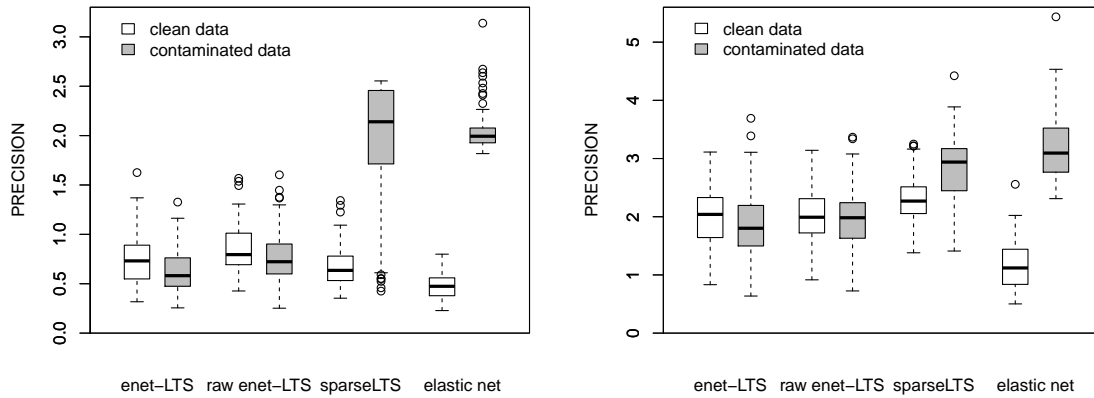 PRECISION
3.0
2.5
2.0
1.5
1.0
0.5
0.0
clean data
contaminated data
enet−LTS raw enet−LTS sparseLTS elastic net
PRECISION
5
4
3
2
1
0
clean data
contaminated data
enet−LTS raw enet−LTS sparseLTS elastic net